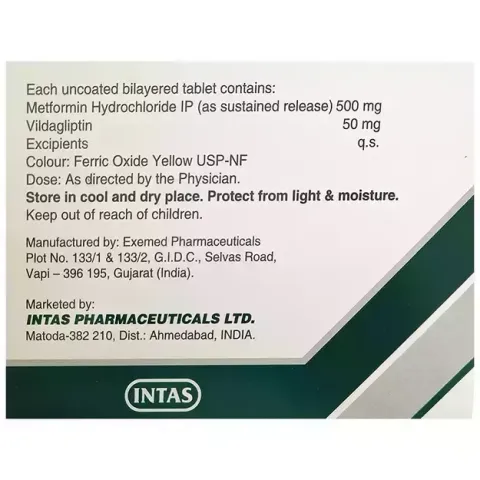 Each uncoated bilayered tablet contains:
Metformin Hydrochloride IP (as sustained release) 500 mg
Vildagliptin 50 mg
Excipients q.s.
Colour: Ferric Oxide Yellow USP-NF
Dose: As directed by the Physician.
Store in cool and dry place. Protect from light & moisture.
Keep out of reach of children.
Manufactured by: Exemed Pharmaceuticals
Plot No. 133/1 & 133/2, G.I.D.C., Selvas Road,
Vapi – 396 195, Gujarat (India).
Marketed by:
INTAS PHARMACEUTICALS LTD.
Matoda-382 210, Dist.: Ahmedabad, INDIA.
INTAS